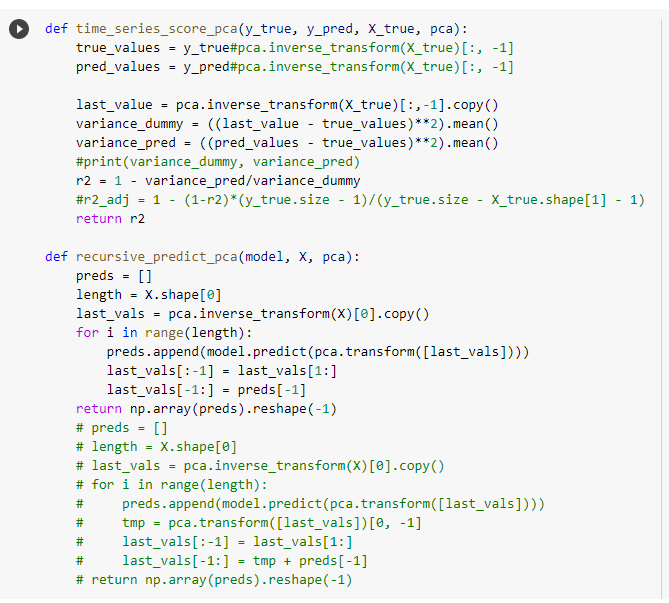 def time_series_score_pca(y_true, y_pred, X_true, pca):
    true_values = y_true#pca.inverse_transform(X_true)[:, -1]
    pred_values = y_pred#pca.inverse_transform(X_true)[:, -1]

    last_value = pca.inverse_transform(X_true)[:,-1].copy()
    variance_dummy = ((last_value - true_values)**2).mean()
    variance_pred = ((pred_values - true_values)**2).mean()
    #print(variance_dummy, variance_pred)
    r2 = 1 - variance_pred/variance_dummy
    #r2_adj = 1 - (1-r2)*(y_true.size - 1)/(y_true.size - X_true.shape[1] - 1)
    return r2

def recursive_predict_pca(model, X, pca):
    preds = []
    length = X.shape[0]
    last_vals = pca.inverse_transform(X)[0].copy()
    for i in range(length):
        preds.append(model.predict(pca.transform([last_vals])))
        last_vals[:-1] = last_vals[1:]
        last_vals[-1:] = preds[-1]
    return np.array(preds).reshape(-1)
    # preds = []
    # length = X.shape[0]
    # last_vals = pca.inverse_transform(X)[0].copy()
    # for i in range(length):
    #     preds.append(model.predict(pca.transform([last_vals])))
    #     tmp = pca.transform([last_vals])[0, -1]
    #     last_vals[:-1] = last_vals[1:]
    #     last_vals[-1:] = tmp + preds[-1]
    # return np.array(preds).reshape(-1)